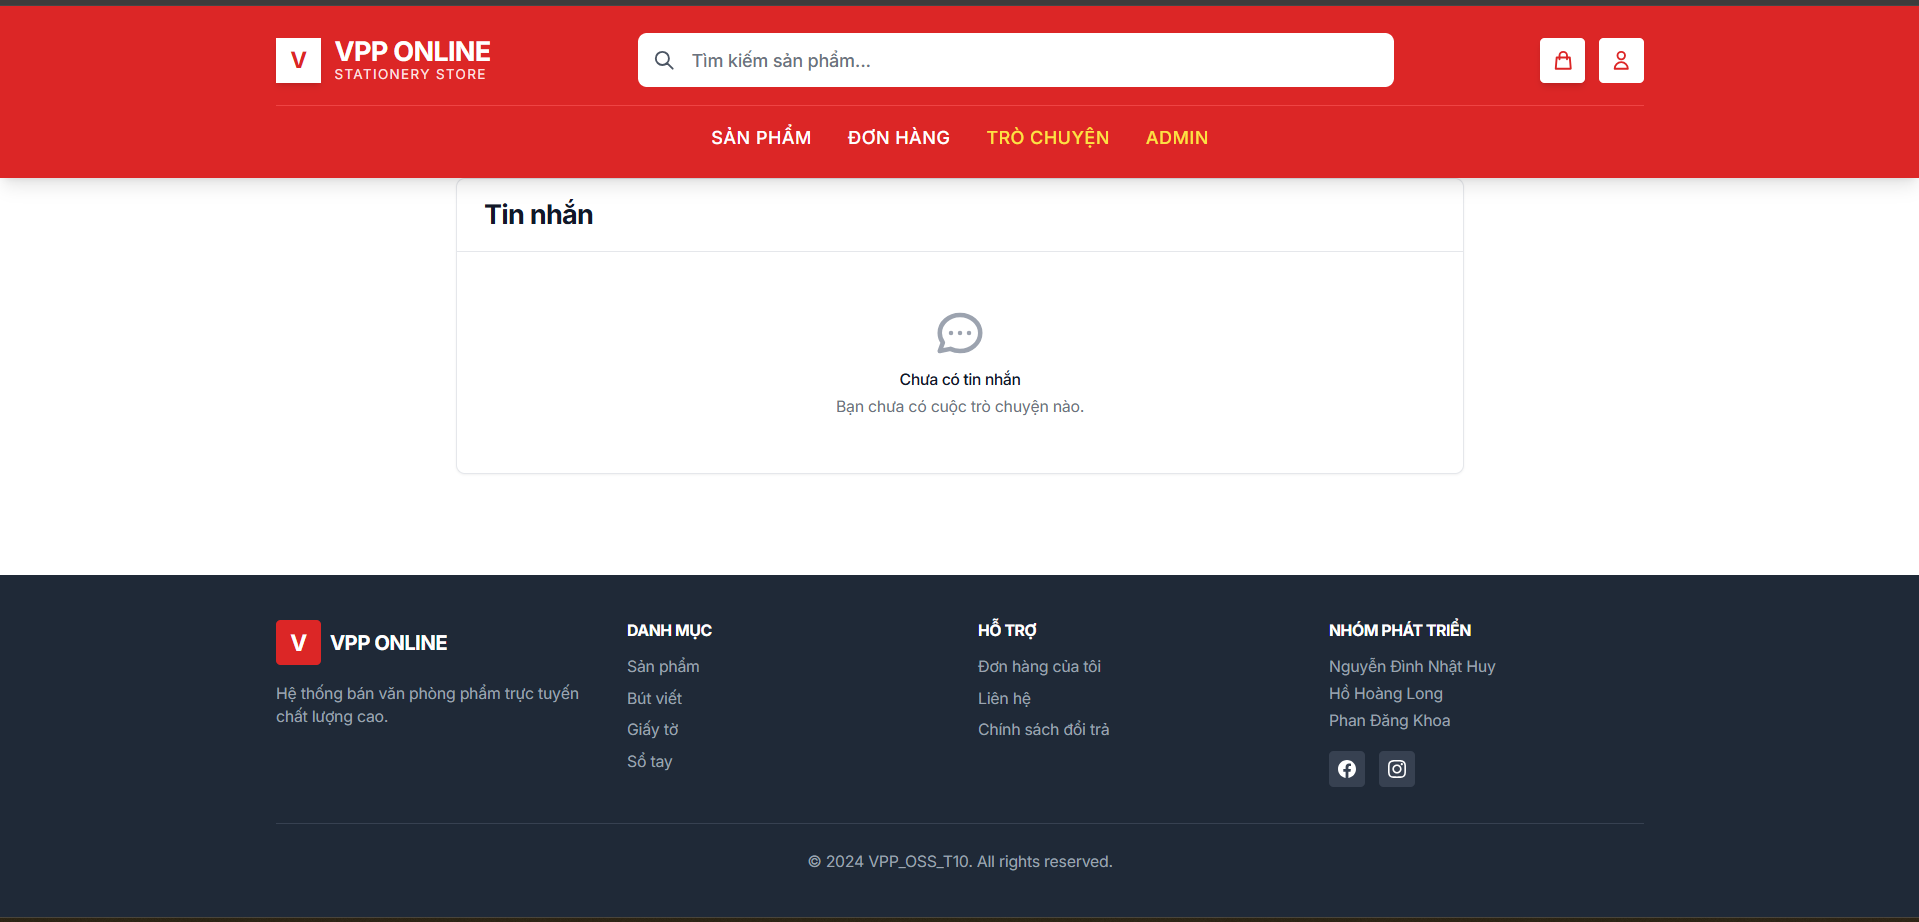 V
VPP ONLINE
STATIONERY STORE
Tìm kiếm sản phẩm...
SẢN PHẨM
ĐƠN HÀNG
TRÒ CHUYỆN
ADMIN
Tin nhắn
Chưa có tin nhắn
Bạn chưa có cuộc trò chuyện nào.
V
VPP ONLINE
Hệ thống bán văn phòng phẩm trực tuyến
chất lượng cao.
DANH MỤC
Sản phẩm
Bút viết
Giấy tờ
Sổ tay
HỖ TRỢ
Đơn hàng của tôi
Liên hệ
Chính sách đổi trả
NHÓM PHÁT TRIỂN
Nguyễn Đình Nhật Huy
Hồ Hoàng Long
Phan Đăng Khoa
© 2024 VPP_OSS_T10. All rights reserved.